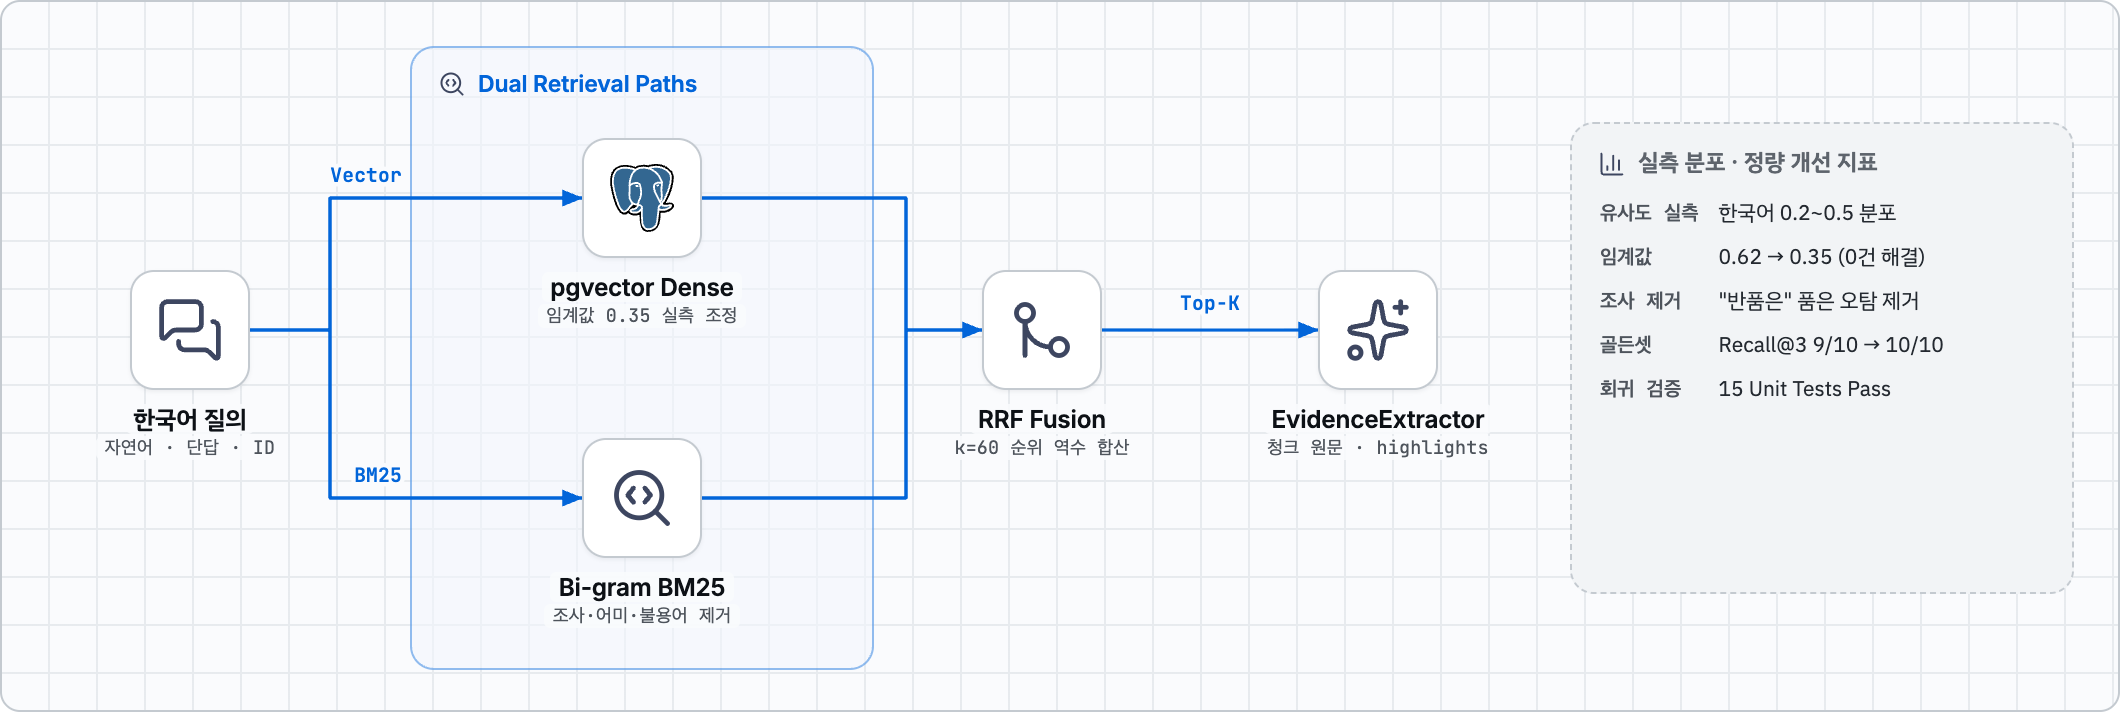 Dual Retrieval Paths
Vector
pgvector Dense
임계값 0.35 실측 조정
한국어 질의
자연어 · 단답 · ID
BM25
Bi-gram BM25
조사·어미·불용어 제거
RRF Fusion
k=60 순위 역수 합산
Top-K
EvidenceExtractor
청크 원문 · highlights
실측 분포 · 정량 개선 지표
유사도 실측 한국어 0.2~0.5 분포
임계값 0.62 → 0.35 (0건 해결)
조사 제거 "반품은" 품은 오탐 제거
골든셋 Recall@3 9/10 → 10/10
회귀 검증 15 Unit Tests Pass